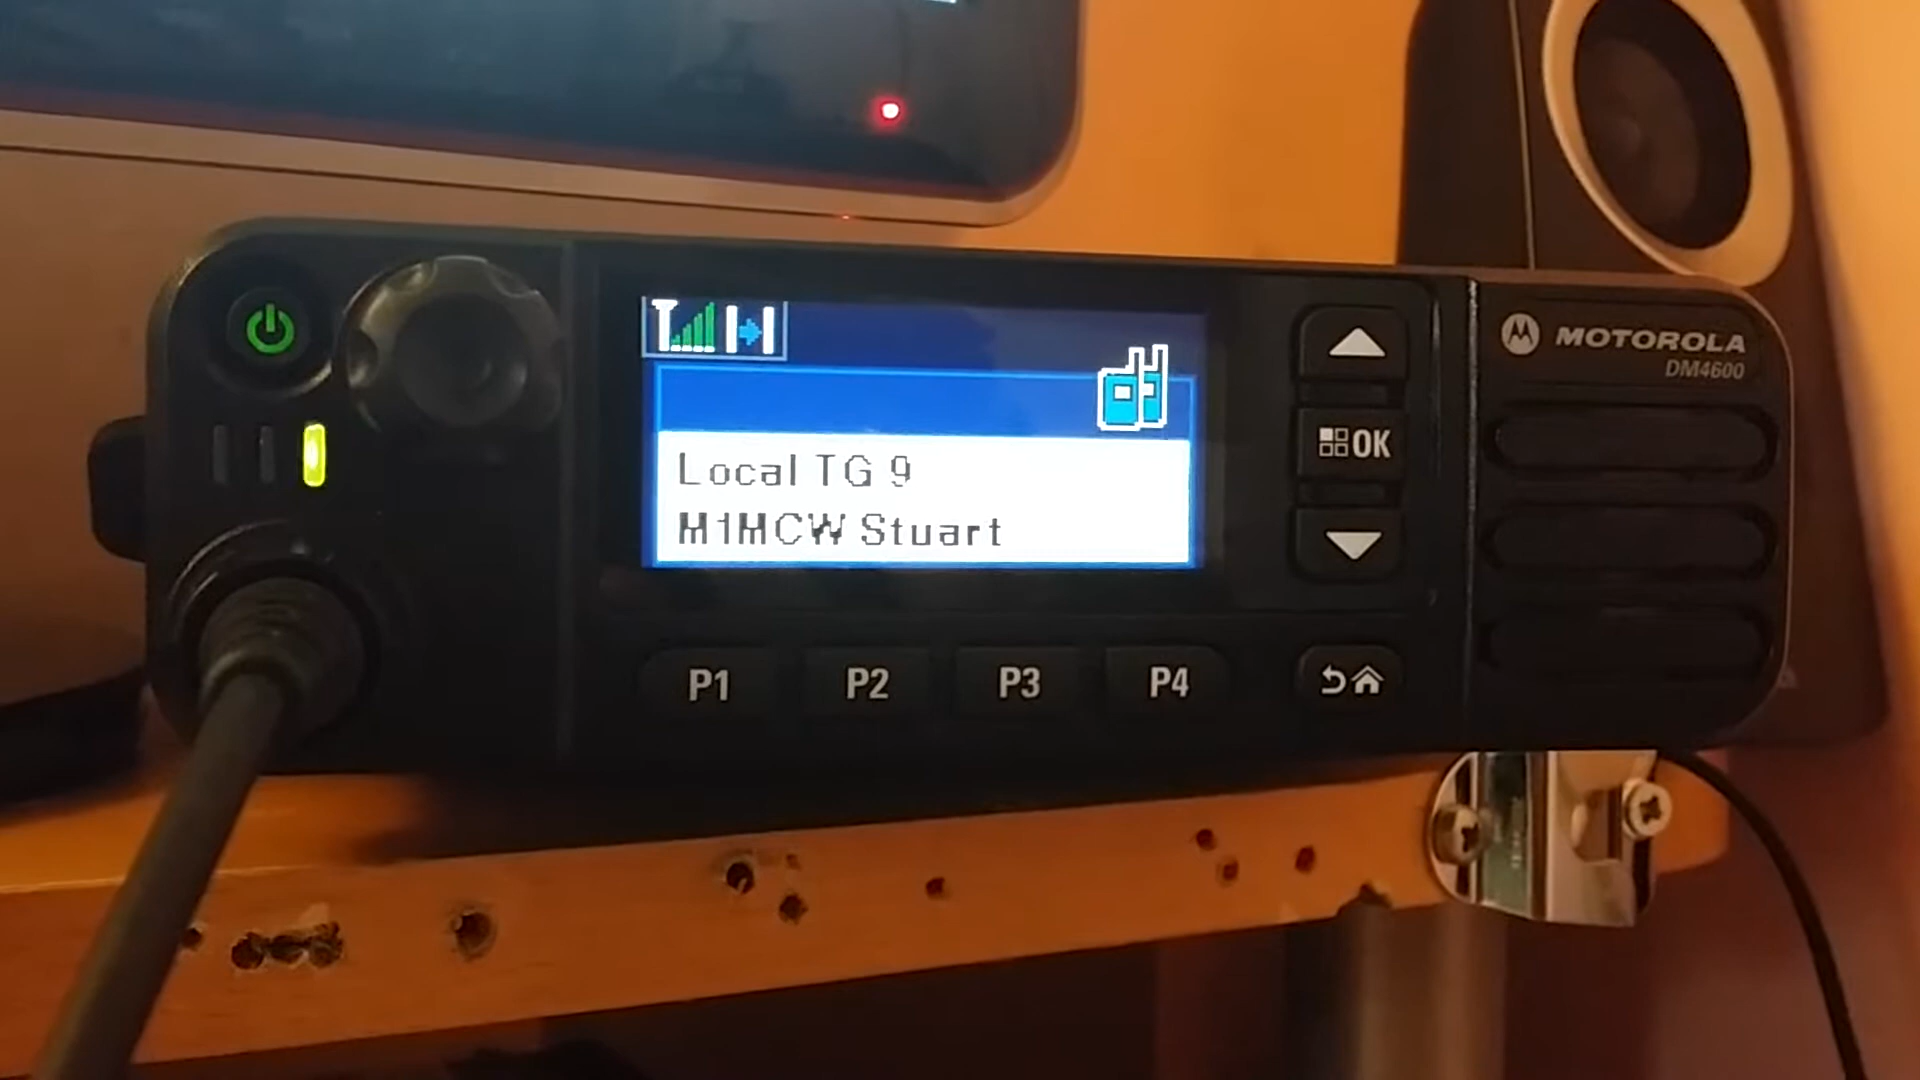 Local TG 9
M1MCW Stuart
OK
MOTOROLA
DM4600
P1 P2 P3 P4